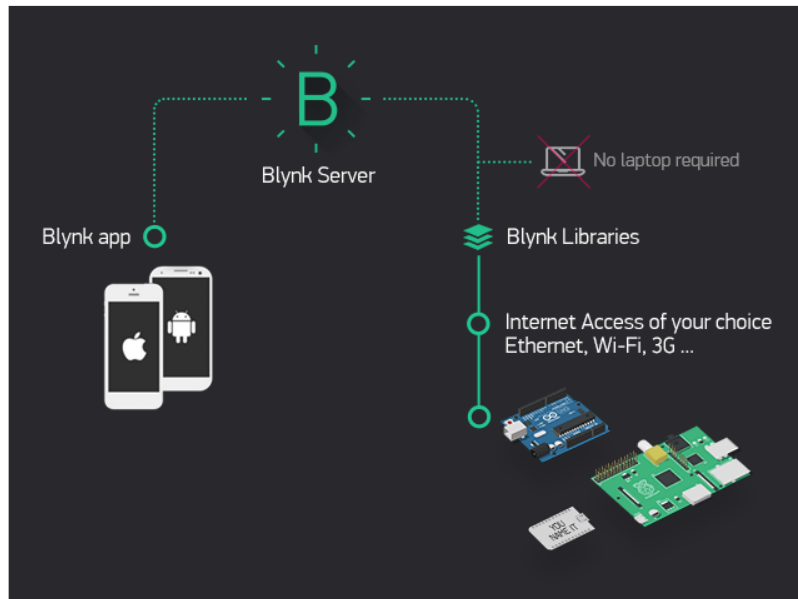 B
Blynk Server
No laptop required
Blynk app
Blynk Libraries
Internet Access of your choice
Ethernet, Wi-Fi, 3G ...
YOU
NAME IT